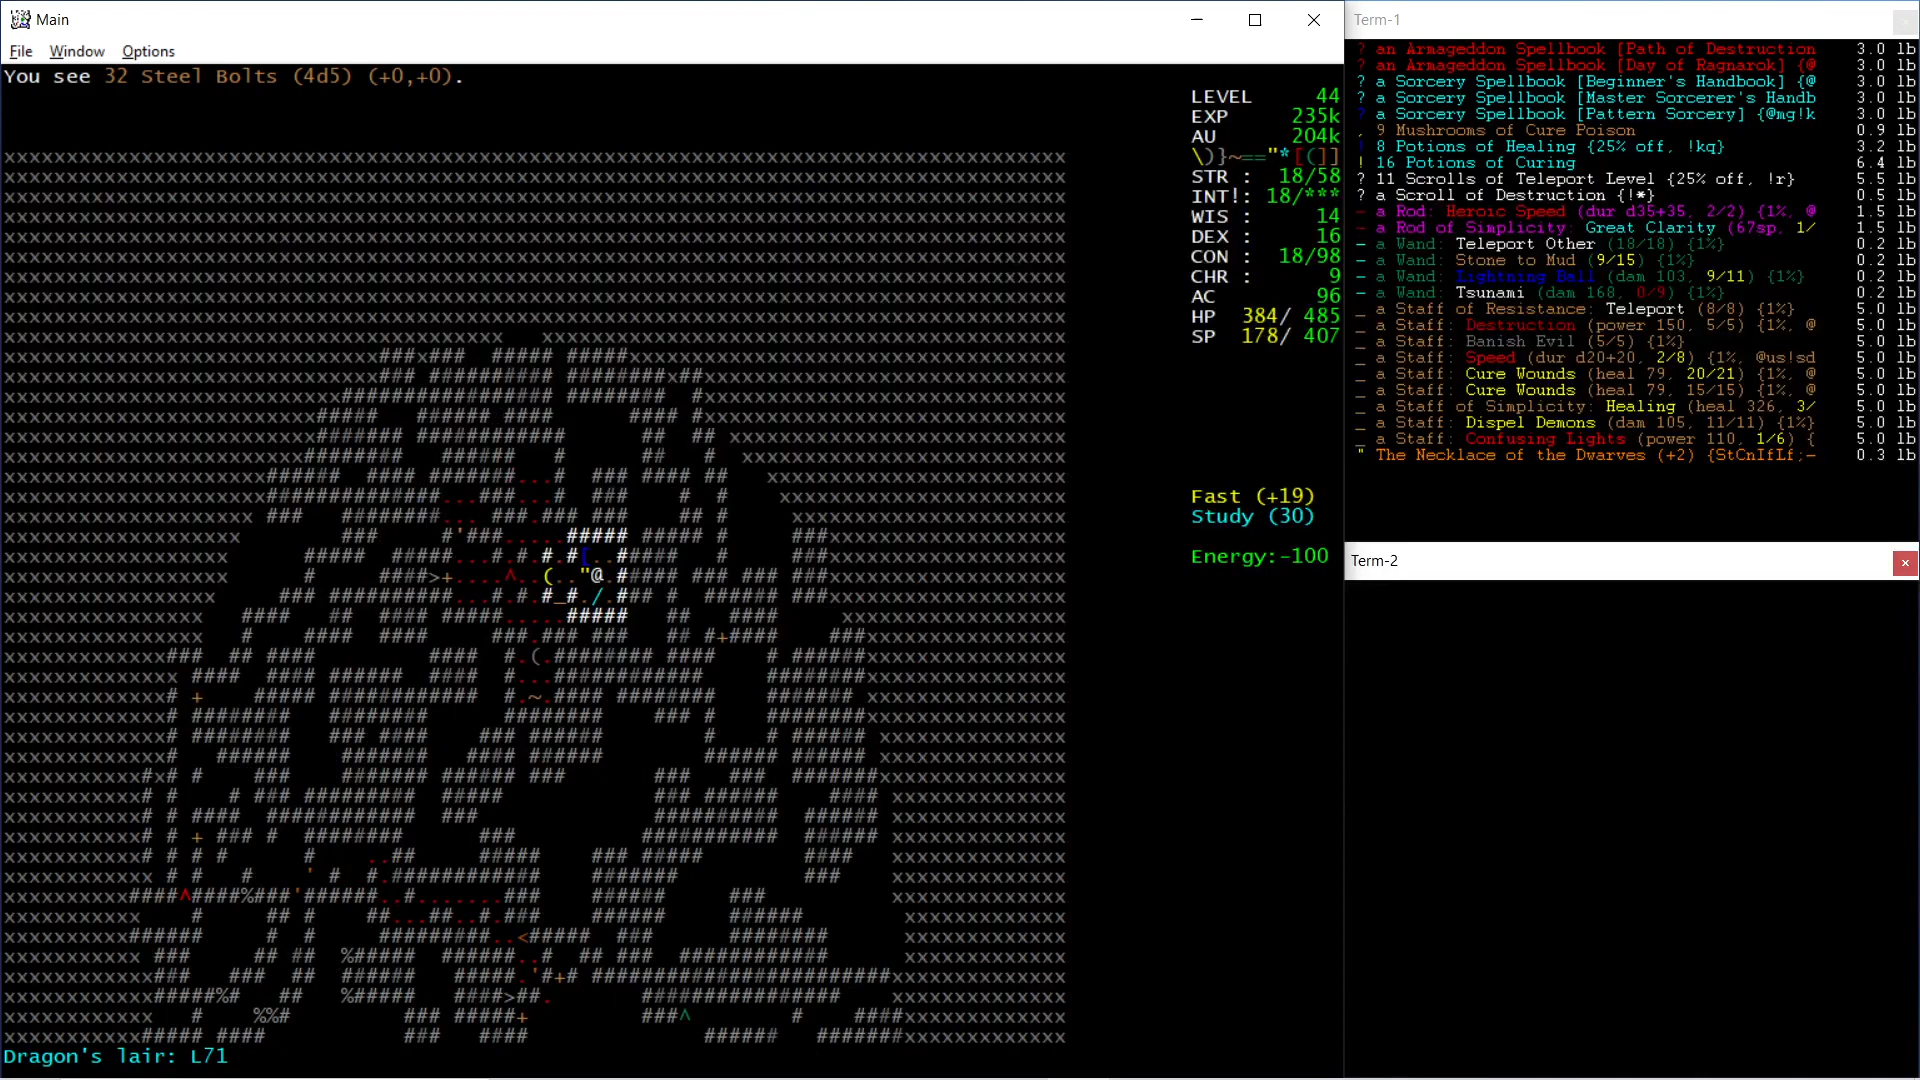 Main
File Window Options
You see 32 Steel Bolts (4d5) (+0,+0).
LEVEL 44
EXP 235k
AU 204k
\)}~=="*[(]]
STR : 18/58
INT!: 18/***
WIS : 14
DEX : 16
CON : 18/98
CHR : 9
AC 96
HP 384/ 485
SP 178/ 407
Fast (+19)
Study (30)
Energy:-100
Dragon's lair: L71
Term-1
? an Armageddon Spellbook [Path of Destruction 3.0 lb
? an Armageddon Spellbook [Day of Ragnarok] {@ 3.0 lb
? a Sorcery Spellbook [Beginner's Handbook] {@ 3.0 lb
? a Sorcery Spellbook [Master Sorcerer's Handb 3.0 lb
? a Sorcery Spellbook [Pattern Sorcery] {@mg!k 3.0 lb
, 9 Mushrooms of Cure Poison 0.9 lb
! 8 Potions of Healing {25% off, !kq} 3.2 lb
! 16 Potions of Curing 6.4 lb
? 11 Scrolls of Teleport Level {25% off, !r} 5.5 lb
? a Scroll of Destruction {!*} 0.5 lb
- a Rod: Heroic Speed (dur d35+35, 2/2) {1%, @ 1.5 lb
- a Rod of Simplicity: Great Clarity (67sp, 1/ 1.5 lb
- a Wand: Teleport Other (18/18) {1%} 0.2 lb
- a Wand: Stone to Mud (9/15) {1%} 0.2 lb
- a Wand: Lightning Ball (dam 103, 9/11) {1%} 0.2 lb
- a Wand: Tsunami (dam 168, 0/9) {1%} 0.2 lb
_ a Staff of Resistance: Teleport (8/8) {1%} 5.0 lb
_ a Staff: Destruction (power 150, 5/5) {1%, @ 5.0 lb
_ a Staff: Banish Evil (5/5) {1%} 5.0 lb
_ a Staff: Speed (dur d20+20, 2/8) {1%, @us!sd 5.0 lb
_ a Staff: Cure Wounds (heal 79, 20/21) {1%, @ 5.0 lb
_ a Staff: Cure Wounds (heal 79, 15/15) {1%, @ 5.0 lb
_ a Staff of Simplicity: Healing (heal 326, 3/ 5.0 lb
_ a Staff: Dispel Demons (dam 105, 11/11) {1%} 5.0 lb
_ a Staff: Confusing Lights (power 110, 1/6) { 5.0 lb
" The Necklace of the Dwarves (+2) {StCnIfLf;~ 0.3 lb
Term-2